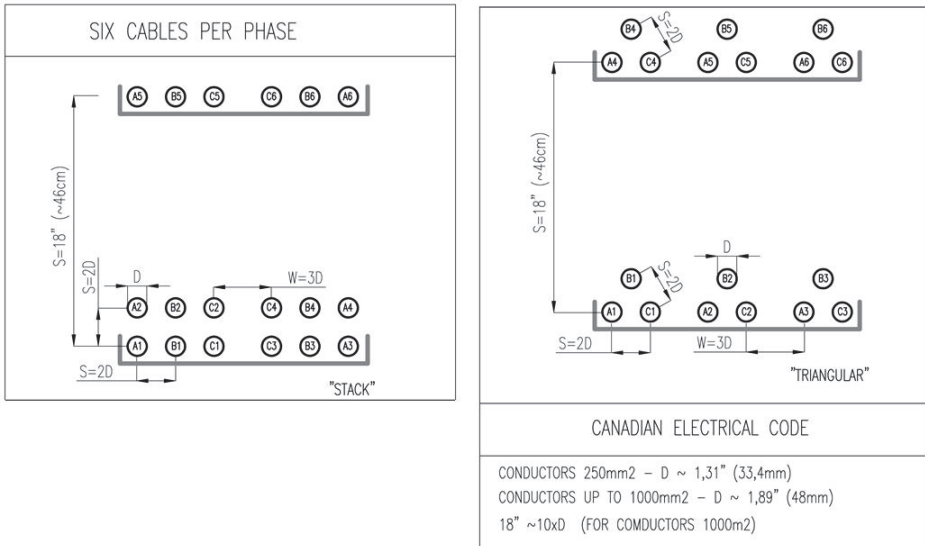 SIX CABLES PER PHASE
A5 B5 C5 C6 B6 A6
S=18" (~46cm)
S=2D
D
W=3D
A2 B2 C2 C4 B4 A4
A1 B1 C1 C3 B3 A3
S=2D
"STACK"
B4 S=2D B5 B6
A4 C4 A5 C5 A6 C6
S=18" (~46cm)
D
B1 S=2D B2 B3
A1 C1 A2 C2 A3 C3
S=2D W=3D
"TRIANGULAR"
CANADIAN ELECTRICAL CODE
CONDUCTORS 250mm2 – D ~ 1,31" (33,4mm)
CONDUCTORS UP TO 1000mm2 – D ~ 1,89" (48mm)
18" ~10xD (FOR COMDUCTORS 1000m2)